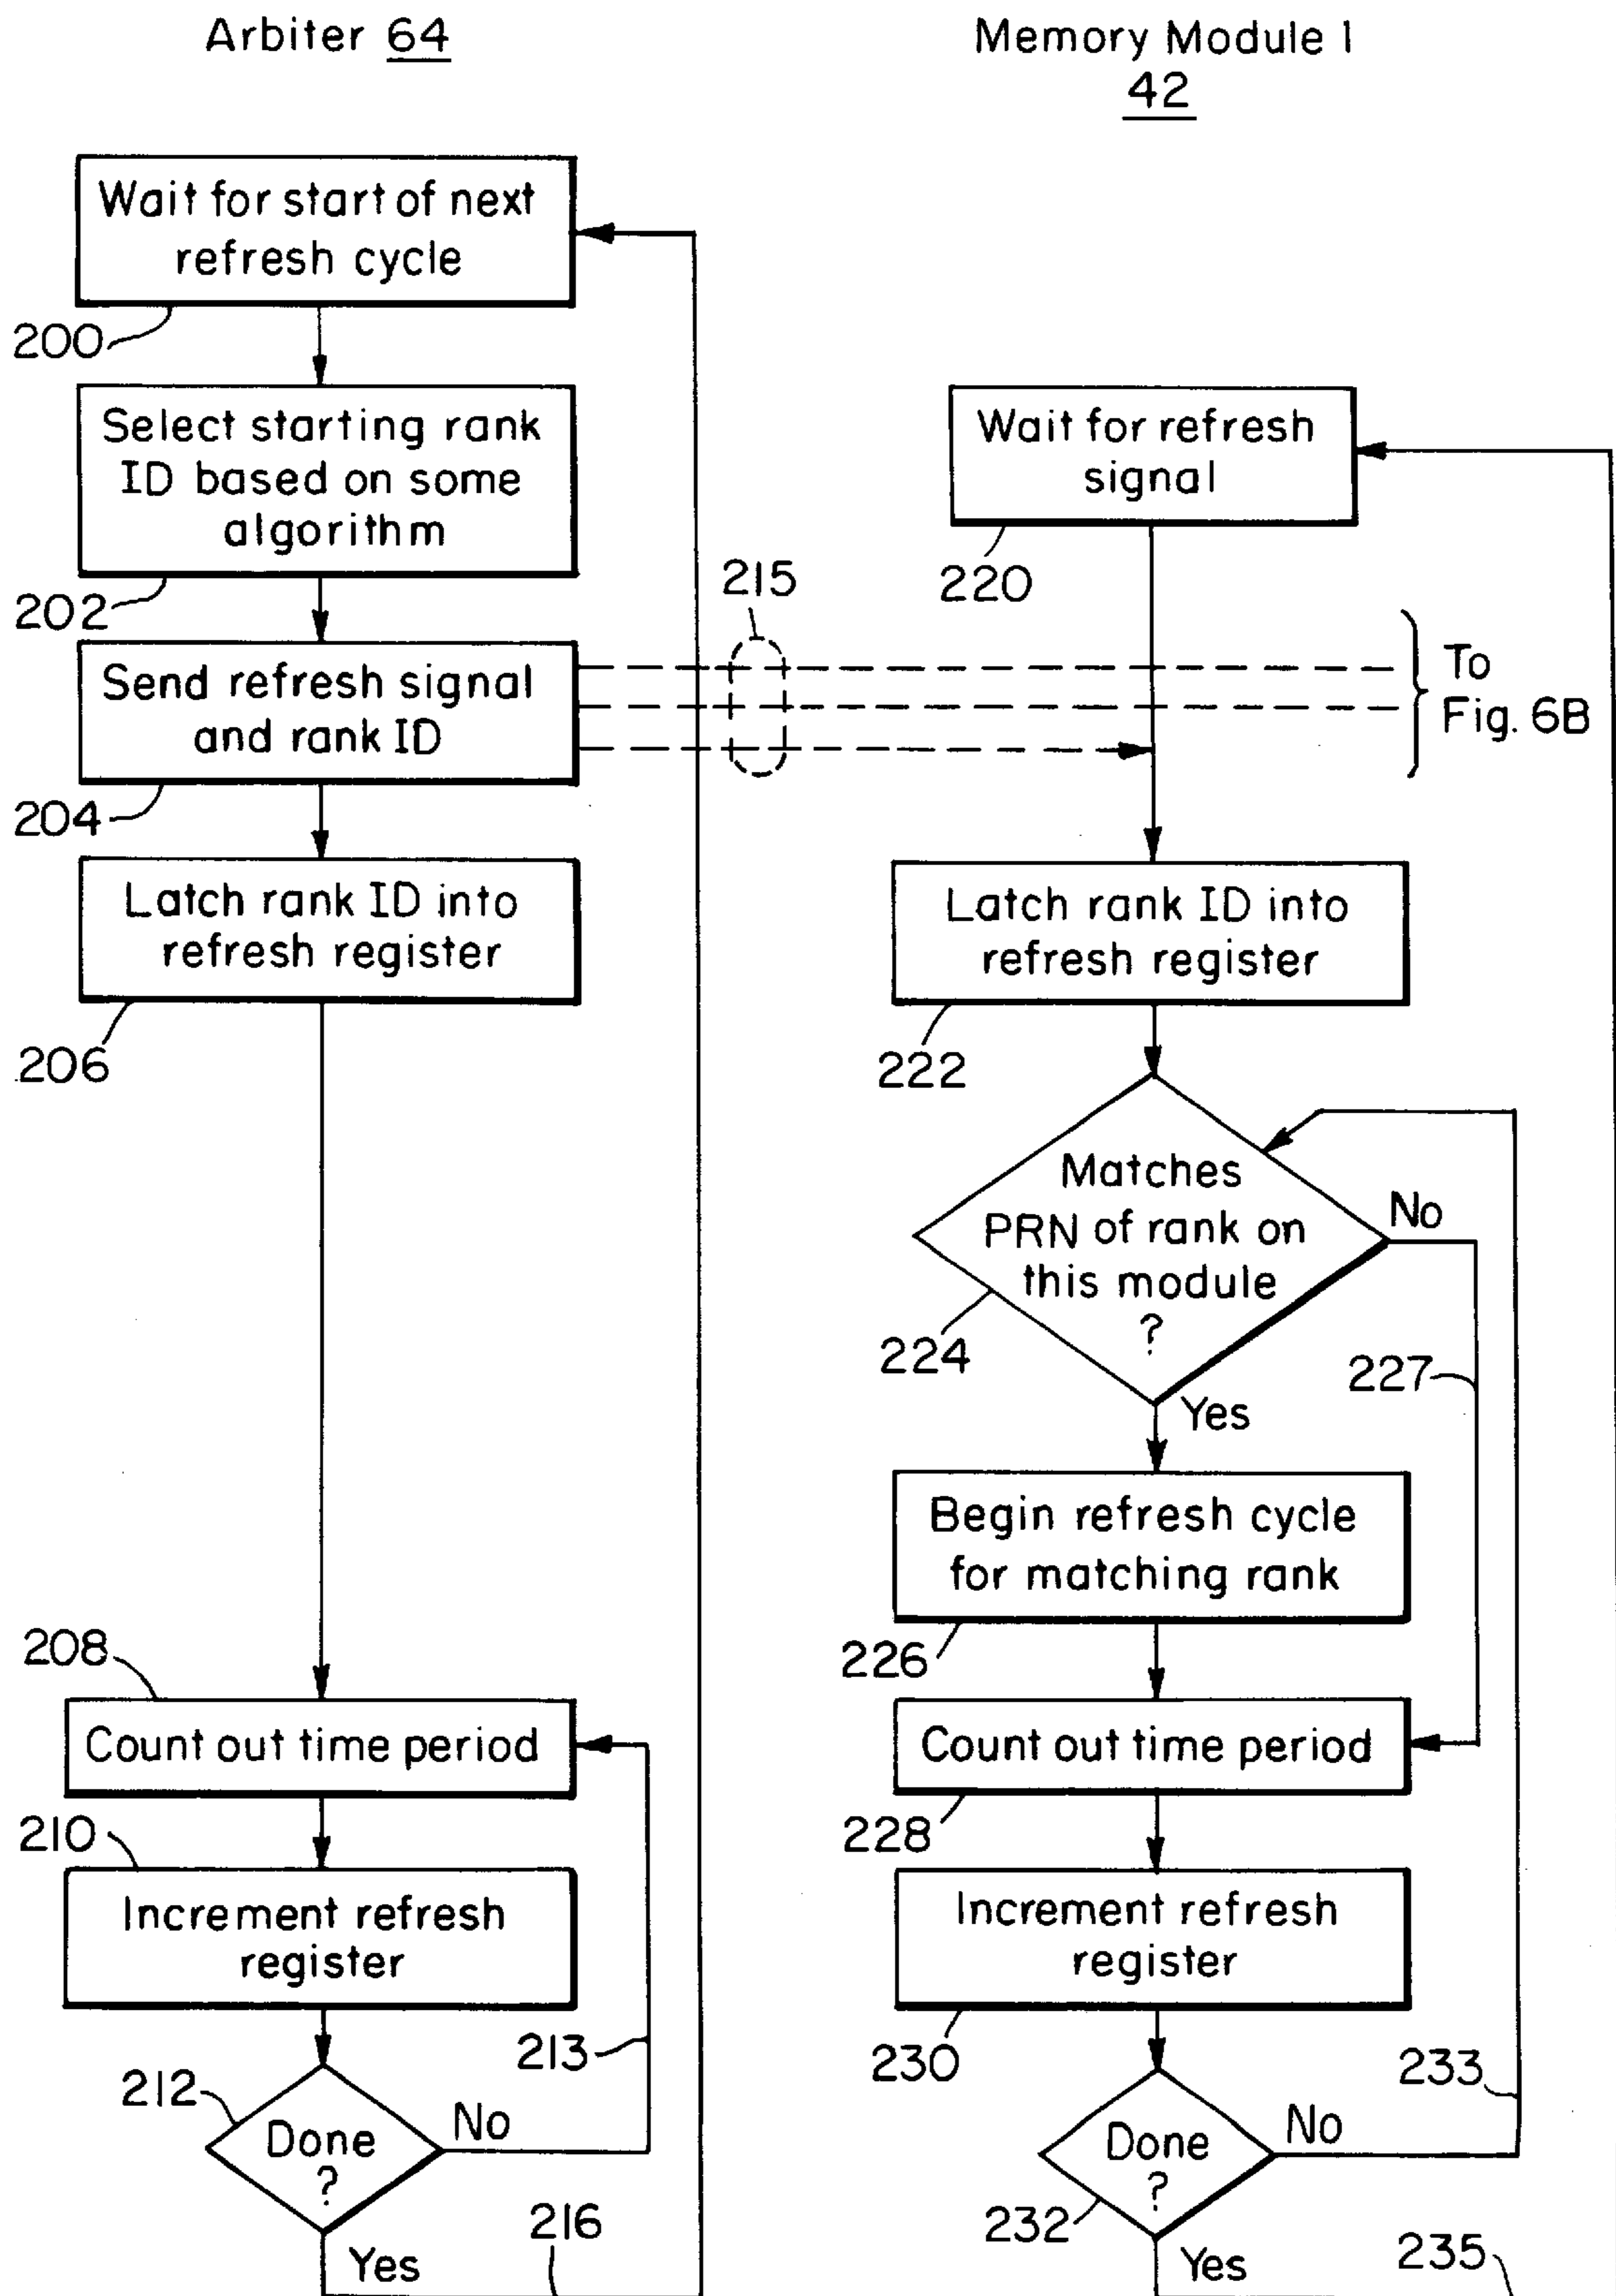 Arbiter 64
Memory Module 1
42
Wait for start of next
refresh cycle
200
Select starting rank
ID based on some
algorithm
202
Send refresh signal
and rank ID
204
Latch rank ID into
refresh register
206
208
Count out time period
210
Increment refresh
register
213
212
Done
?
No
Yes
216
215
Wait for refresh
signal
220
To
Fig. 6B
Latch rank ID into
refresh register
222
Matches
PRN of rank on
this module
?
No
224
227
Yes
Begin refresh cycle
for matching rank
226
Count out time period
228
Increment refresh
register
230
233
Done
?
No
232
Yes
235